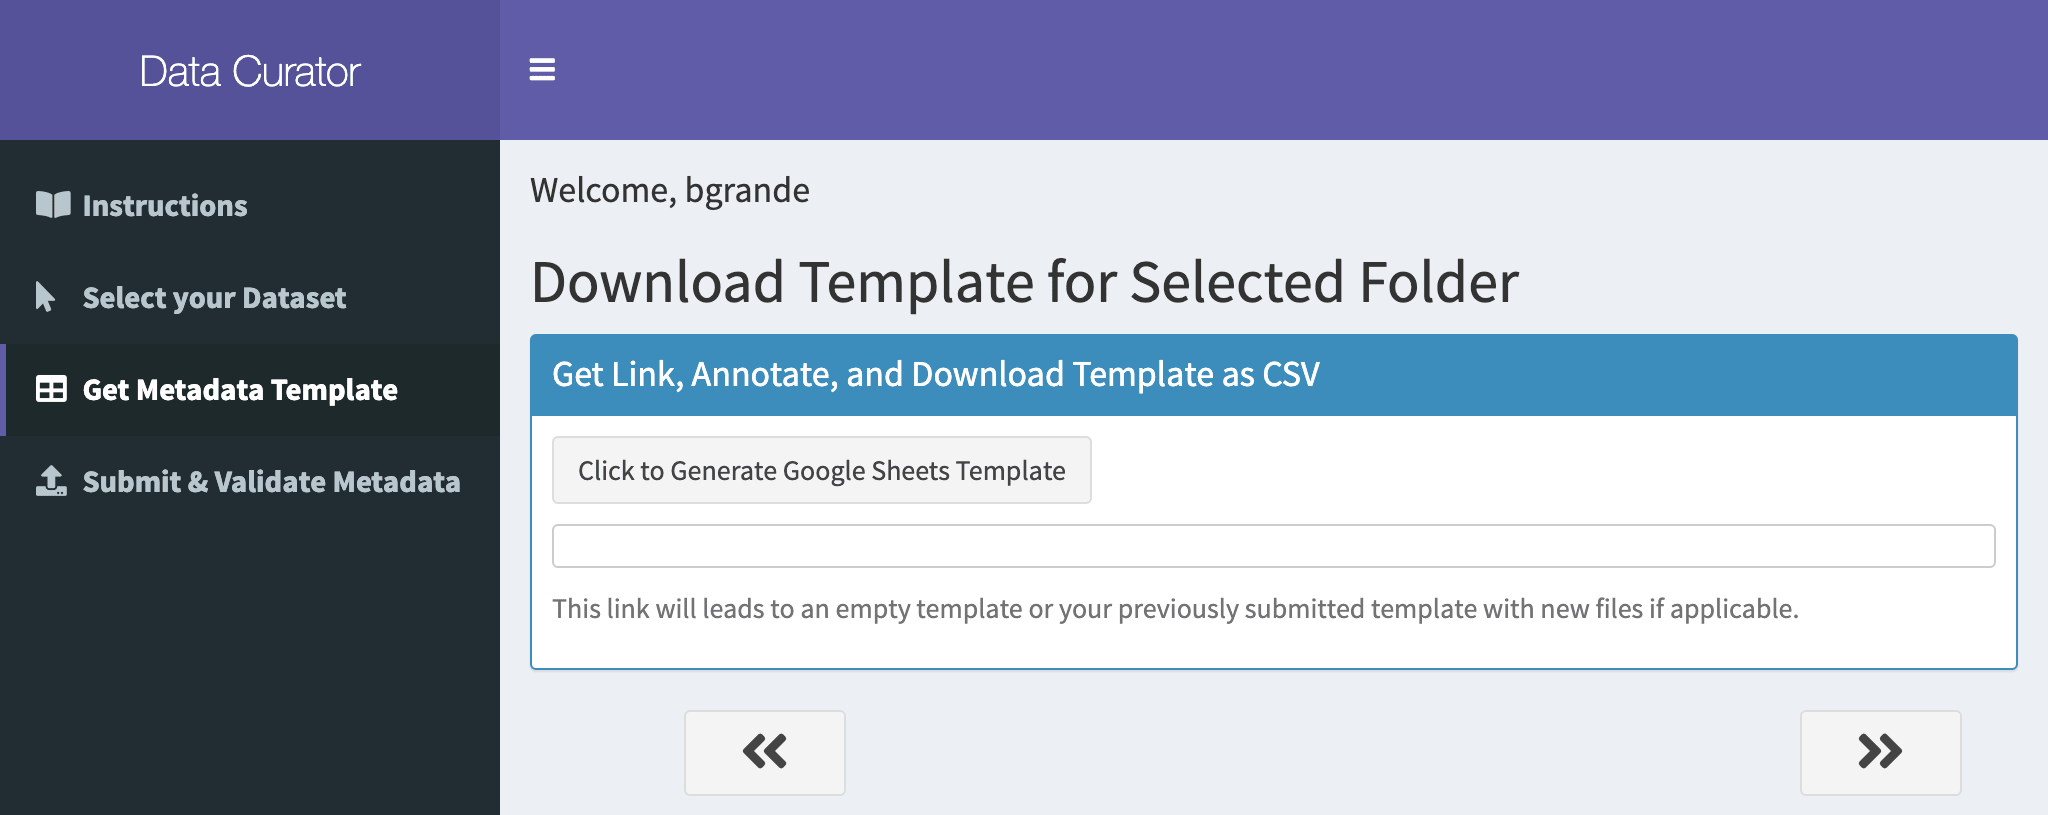 Data Curator
Instructions
Select your Dataset
Get Metadata Template
Submit & Validate Metadata
Welcome, bgrande
Download Template for Selected Folder
Get Link, Annotate, and Download Template as CSV
Click to Generate Google Sheets Template
This link will leads to an empty template or your previously submitted template with new files if applicable.